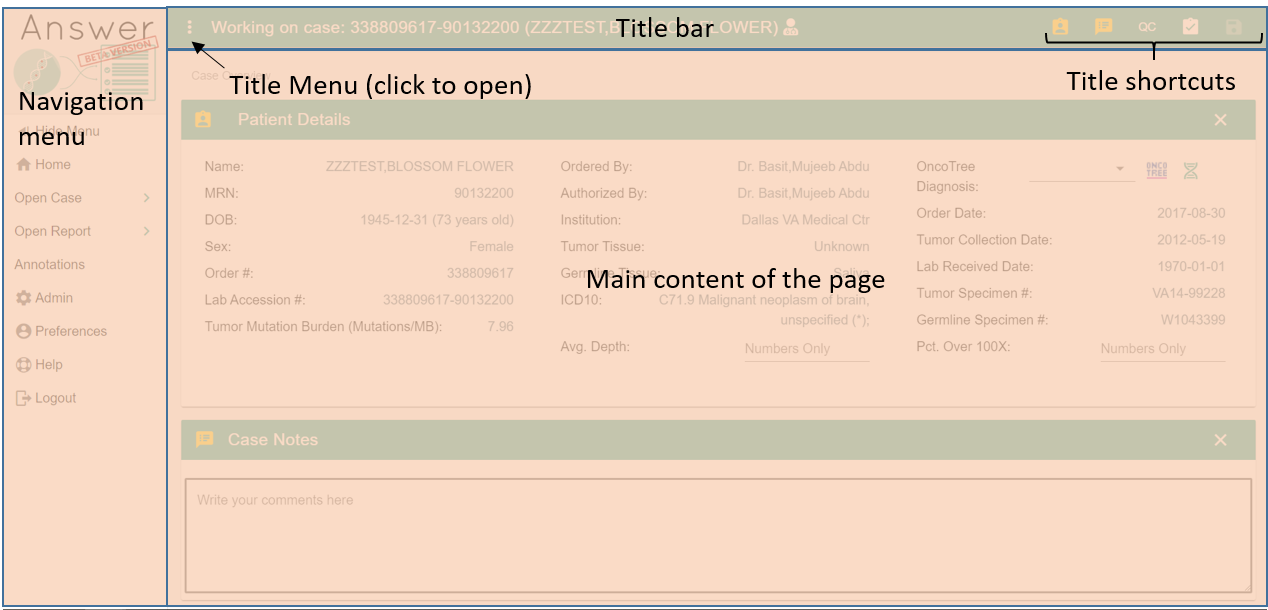 Answer
BETA VERSION
Navigation
menu
Hide Menu
Home
Open Case
Open Report
Annotations
Admin
Preferences
Help
Logout
Working on case: 338809617-90132200 (ZZZTEST,BLOSSOM FLOWER)
Title bar
QC
Title Menu (click to open)
Title shortcuts
Case Overview
Patient Details
Name: ZZZTEST,BLOSSOM FLOWER
MRN: 90132200
DOB: 1945-12-31 (73 years old)
Sex: Female
Order #: 338809617
Lab Accession #: 338809617-90132200
Tumor Mutation Burden (Mutations/MB): 7.96
Ordered By: Dr. Basit,Mujeeb Abdu
Authorized By: Dr. Basit,Mujeeb Abdu
Institution: Dallas VA Medical Ctr
Tumor Tissue: Unknown
Germline Tissue: Saliva
Main content of the page
ICD10: C71.9 Malignant neoplasm of brain,
unspecified (*);
Avg. Depth: Numbers Only
OncoTree
Diagnosis:
ONCO
TREE
Order Date: 2017-08-30
Tumor Collection Date: 2012-05-19
Lab Received Date: 1970-01-01
Tumor Specimen #: VA14-99228
Germline Specimen #: W1043399
Pct. Over 100X: Numbers Only
Case Notes
Write your comments here